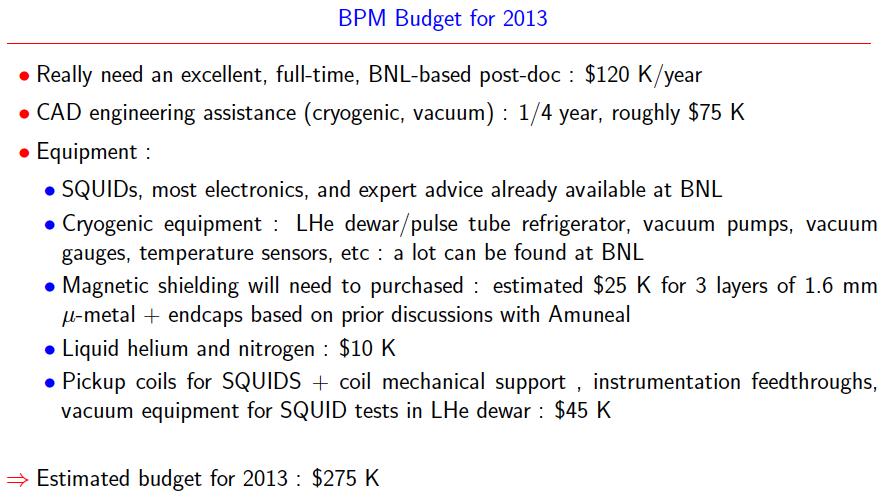 BPM Budget for 2013
• Really need an excellent, full-time, BNL-based post-doc : $120 K/year
• CAD engineering assistance (cryogenic, vacuum) : 1/4 year, roughly $75 K
• Equipment :
• SQUIDs, most electronics, and expert advice already available at BNL
• Cryogenic equipment : LHe dewar/pulse tube refrigerator, vacuum pumps, vacuum
gauges, temperature sensors, etc : a lot can be found at BNL
• Magnetic shielding will need to purchased : estimated $25 K for 3 layers of 1.6 mm
μ-metal + endcaps based on prior discussions with Amuneal
• Liquid helium and nitrogen : $10 K
• Pickup coils for SQUIDS + coil mechanical support , instrumentation feedthroughs,
vacuum equipment for SQUID tests in LHe dewar : $45 K
⇒ Estimated budget for 2013 : $275 K